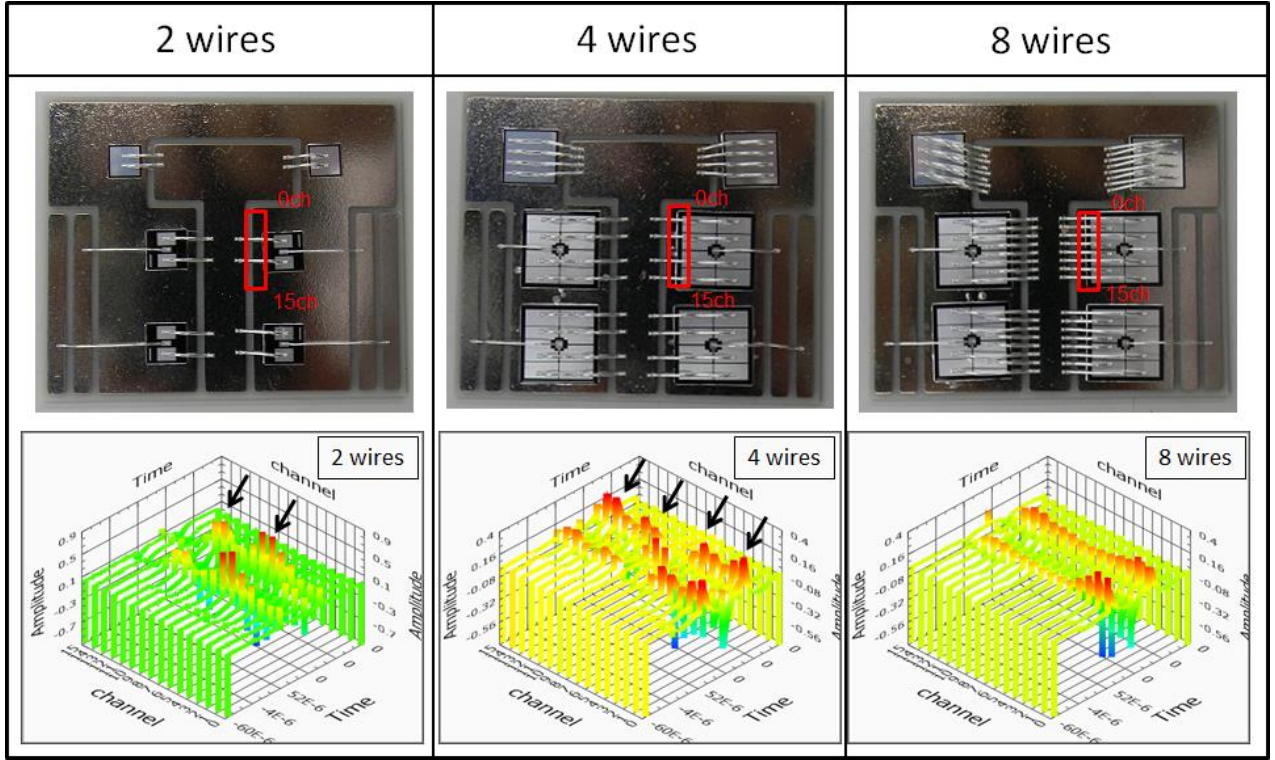 2 wires
4 wires
8 wires
0ch
15ch
0ch
15ch
0ch
15ch
2 wires
Time
channel
0.9
0.5
0.1
-0.3
-0.7
Amplitude
0.9
0.5
0.1
-0.3
-0.7
Amplitude
channel
0
0
52E-6
-4E-6
-60E-6
Time
4 wires
Time
channel
0.4
0.16
-0.08
-0.32
-0.56
Amplitude
0.4
0.16
-0.08
-0.32
-0.56
Amplitude
channel
0
0
52E-6
-4E-6
-60E-6
Time
8 wires
Time
channel
0.4
0.16
-0.08
-0.32
-0.56
Amplitude
0.4
0.16
-0.08
-0.32
-0.56
Amplitude
channel
0
0
52E-6
-4E-6
-60E-6
Time